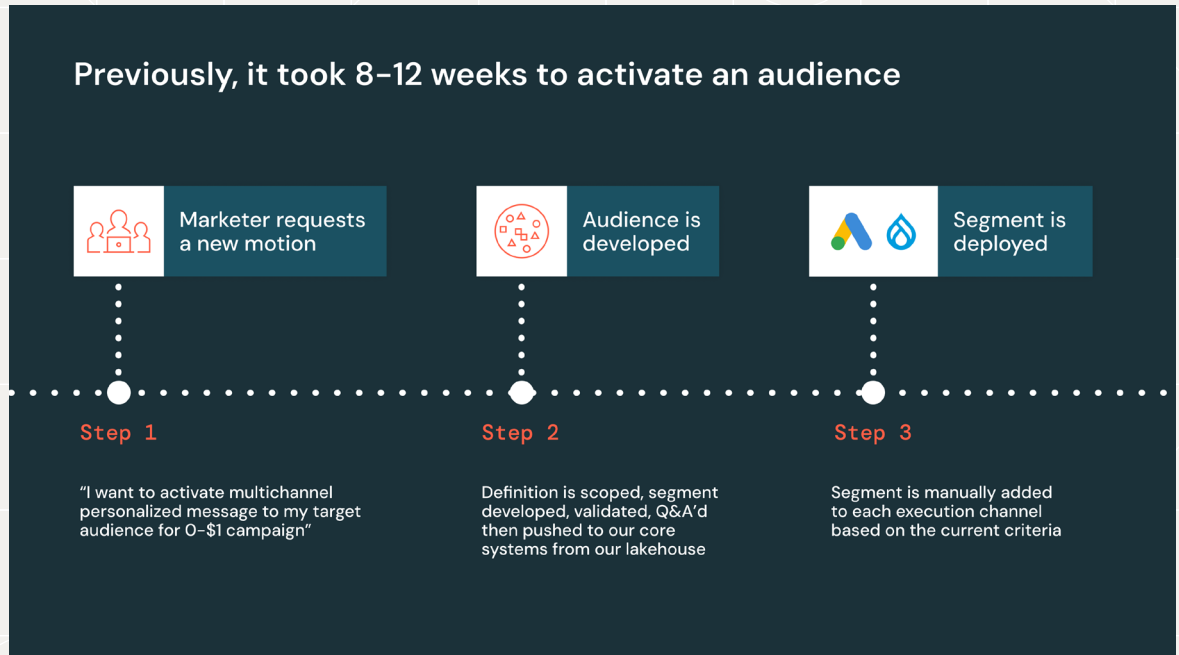 Previously, it took 8–12 weeks to activate an audience
Marketer requests
a new motion
Audience is
developed
Segment is
deployed
Step 1
Step 2
Step 3
“I want to activate multichannel
personalized message to my target
audience for 0-$1 campaign”
Definition is scoped, segment
developed, validated, Q&A’d
then pushed to our core
systems from our lakehouse
Segment is manually added
to each execution channel
based on the current criteria